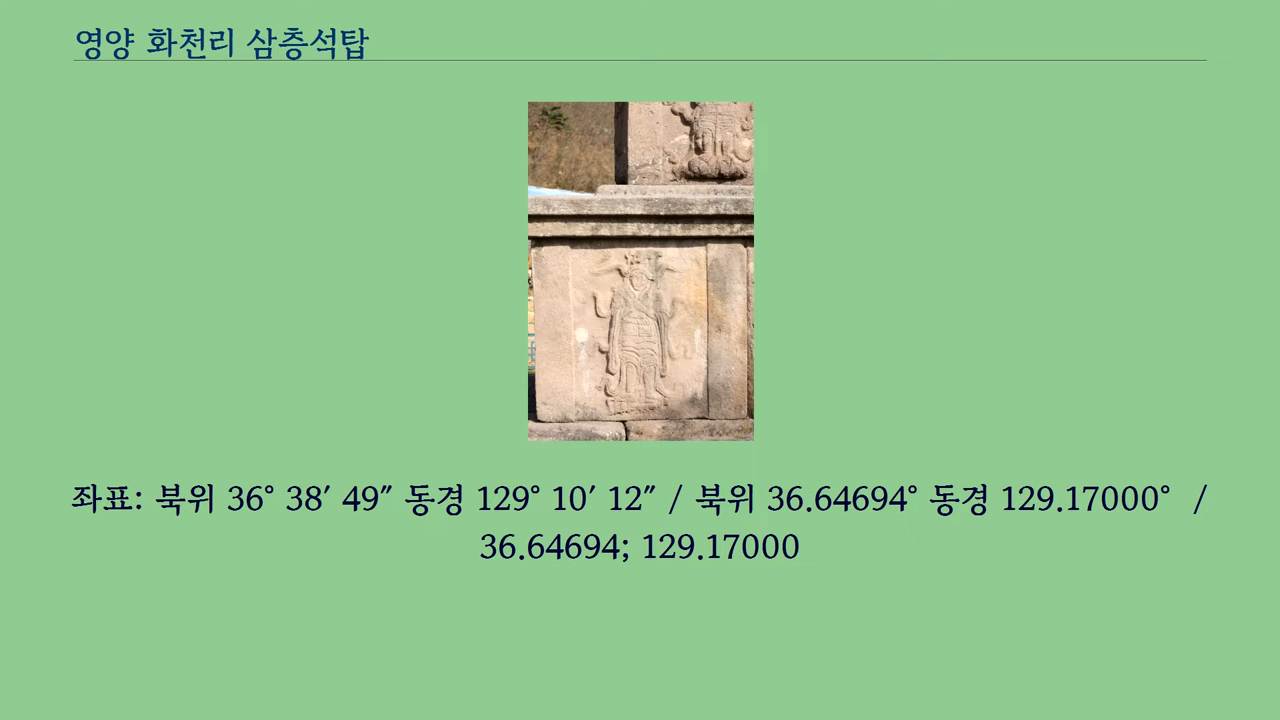 영양 화천리 삼층석탑
좌표: 북위 36° 38′ 49″ 동경 129° 10′ 12″ / 북위 36.64694° 동경 129.17000° /
36.64694; 129.17000